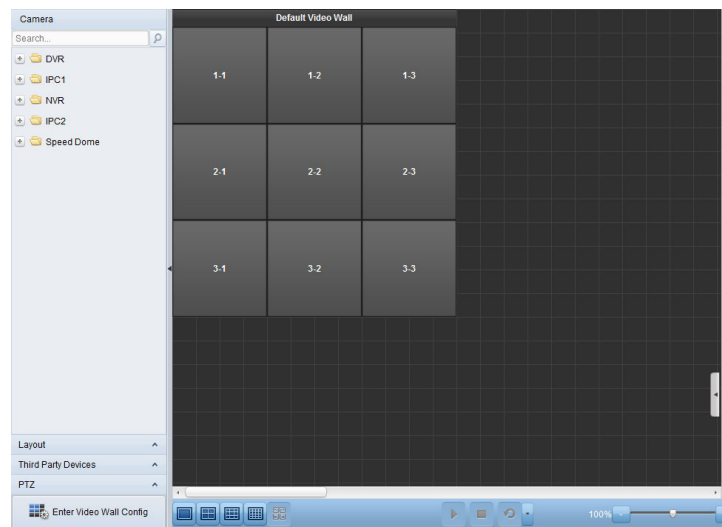 Camera
Search...
DVR
IPC1
NVR
IPC2
Speed Dome
Layout
Third Party Devices
PTZ
Enter Video Wall Config
Default Video Wall
1-1 1-2 1-3
2-1 2-2 2-3
3-1 3-2 3-3
100%